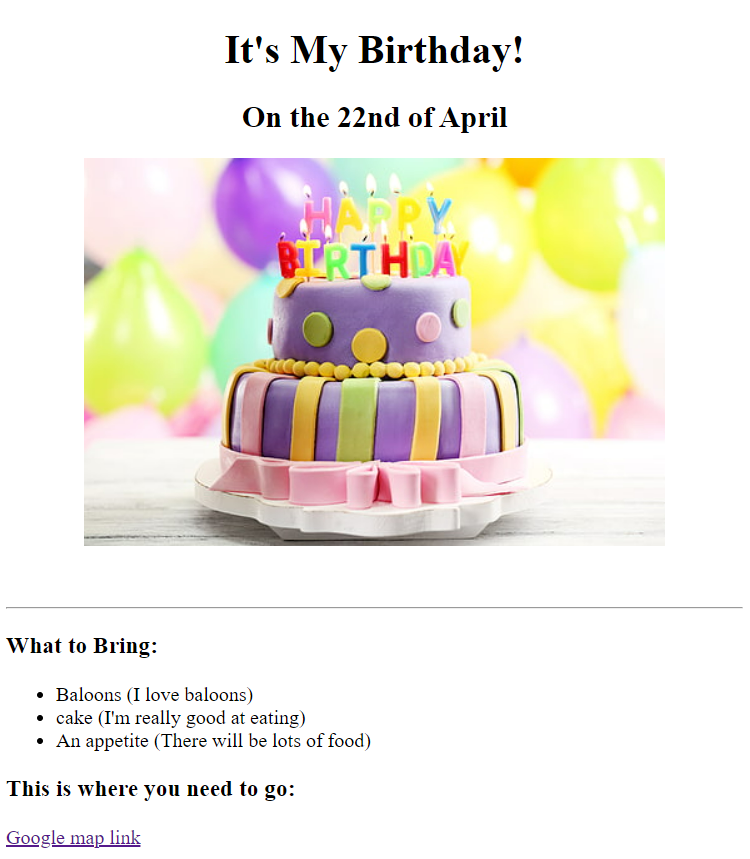 It's My Birthday!
On the 22nd of April
HAPPY
BIRTHDAY
What to Bring:
Baloons (I love baloons)
cake (I'm really good at eating)
An appetite (There will be lots of food)
This is where you need to go:
Google map link